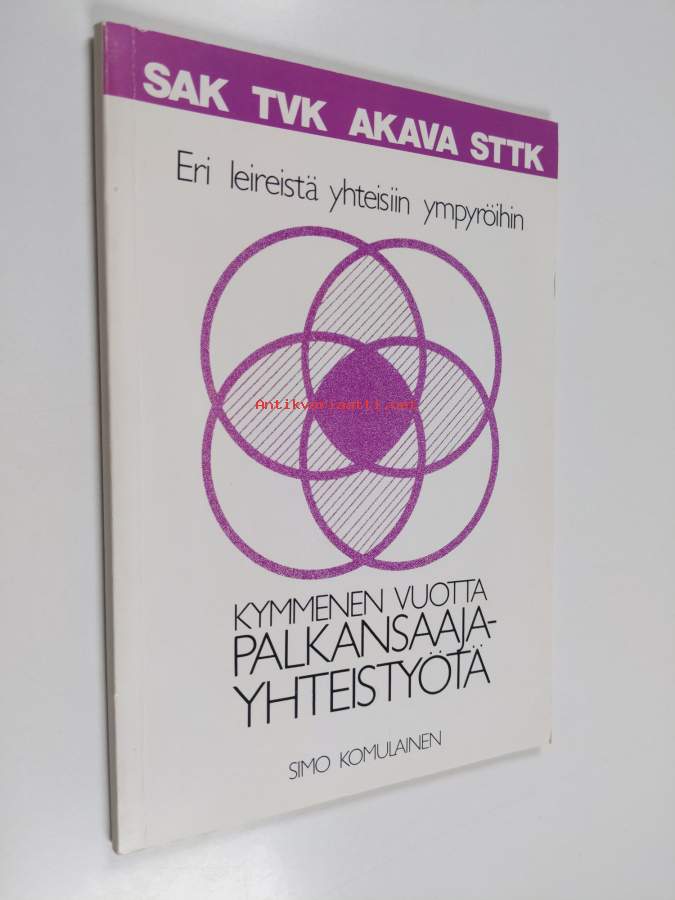 SAK TVK AKAVA STTK
Eri leireistä yhteisiin ympyröihin
Antikvariaatti.net
KYMMENEN VUOTTA
PALKANSAAJA-
YHTEISTYÖTÄ
SIMO KOMULAINEN